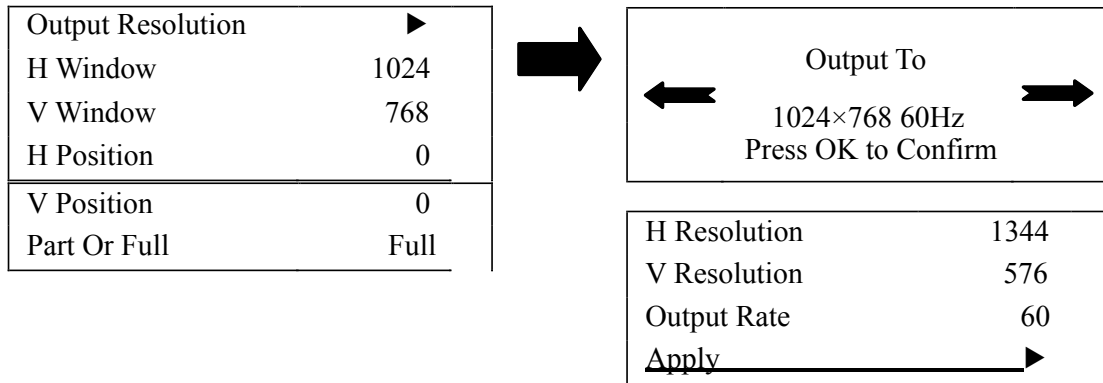 Output Resolution ▶
H Window 1024
V Window 768
H Position 0
V Position 0
Part Or Full Full
Output To
1024×768 60Hz
Press OK to Confirm
H Resolution 1344
V Resolution 576
Output Rate 60
Apply ▶